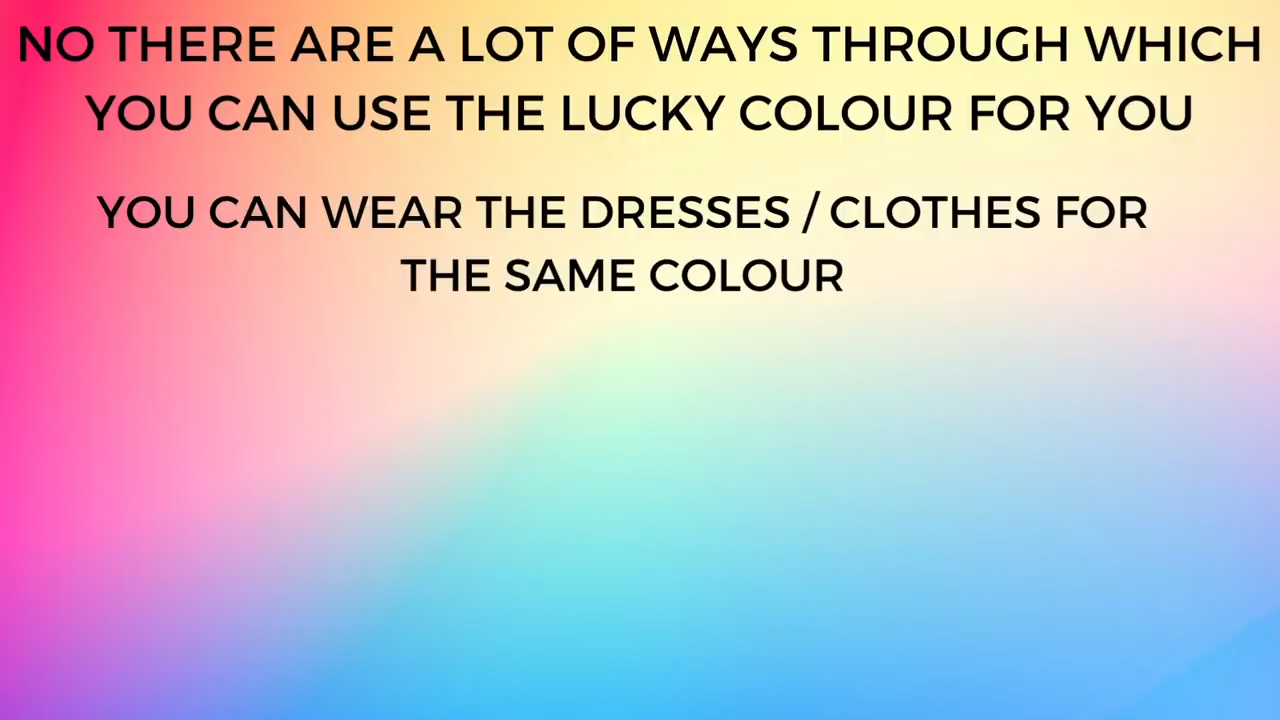 NO THERE ARE A LOT OF WAYS THROUGH WHICH
YOU CAN USE THE LUCKY COLOUR FOR YOU
YOU CAN WEAR THE DRESSES / CLOTHES FOR
THE SAME COLOUR